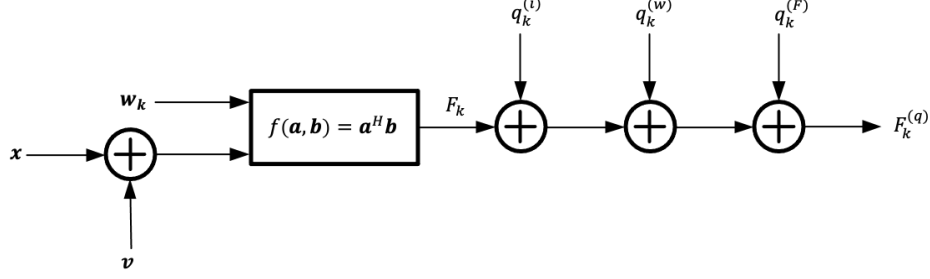 q_k^{(i)} q_k^{(w)} q_k^{(F)}
w_k
f(a, b) = a^H b
F_k
F_k^{(q)}
x
v